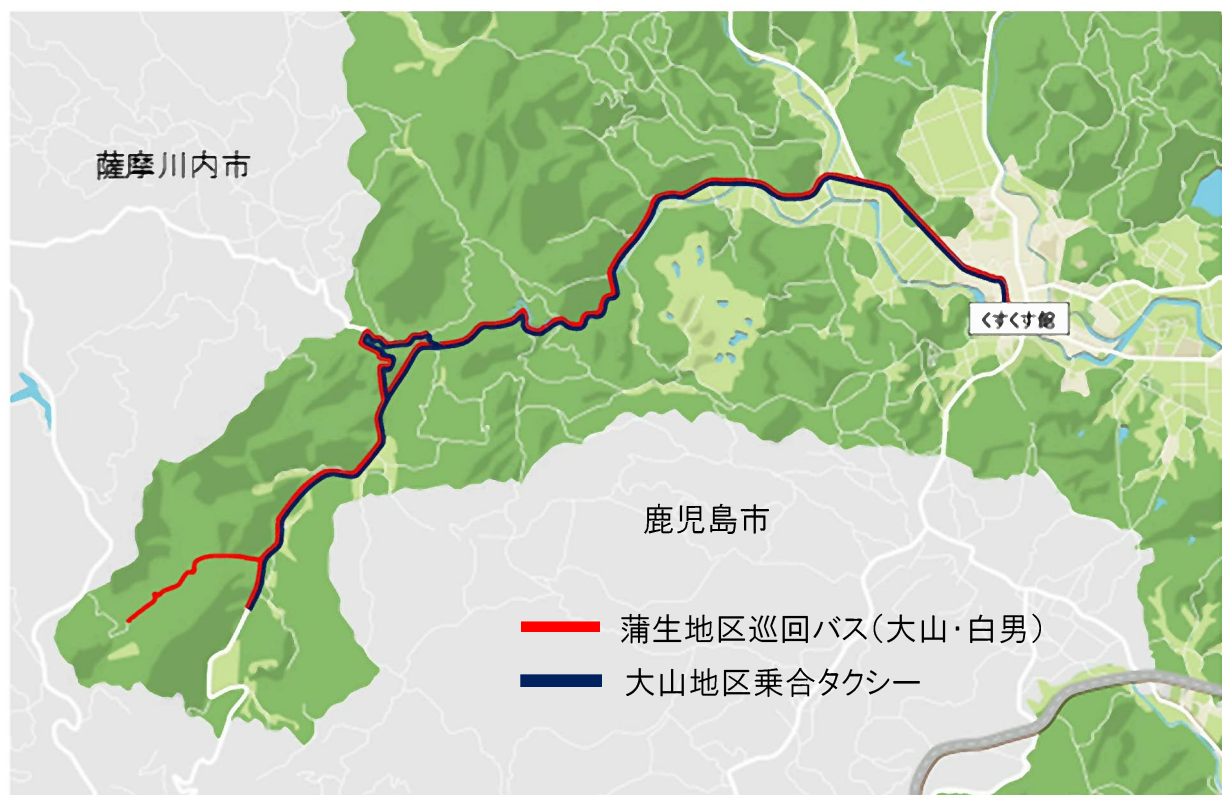 薩摩川内市
くすくす館
鹿児島市
蒲生地区巡回バス(大山・白男)
大山地区乗合タクシー